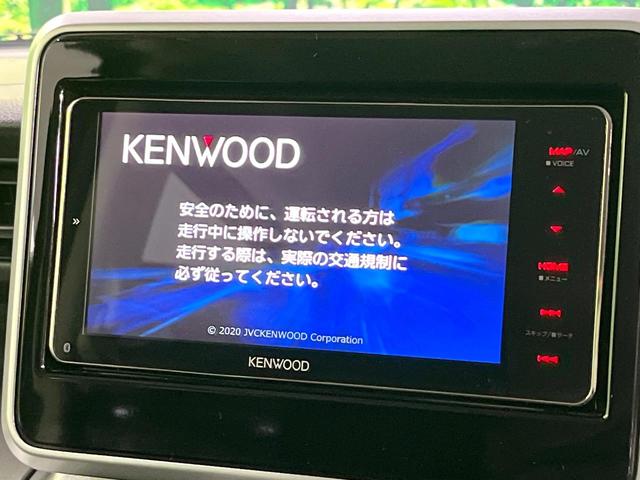 KENWOOD
安全のために、運転される方は
走行中に操作しないでください。
走行する際は、実際の交通規制に
必ず従ってください。
© 2020 JVCKENWOOD Corporation
KENWOOD
MAP/AV
■ VOICE
HOME
■ メニュー
スキップ/■サーチ